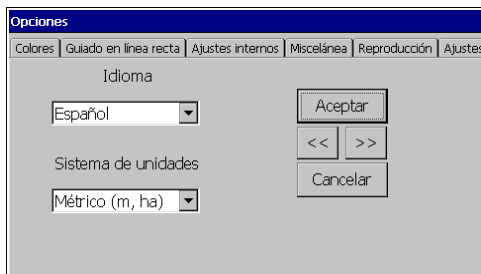 Opciones
Colores Guiado en línea recta Ajustes internos Miscelánea Reproducción Ajustes
Idioma
Español
Aceptar
<< >>
Sistema de unidades
Cancelar
Métrico (m, ha)